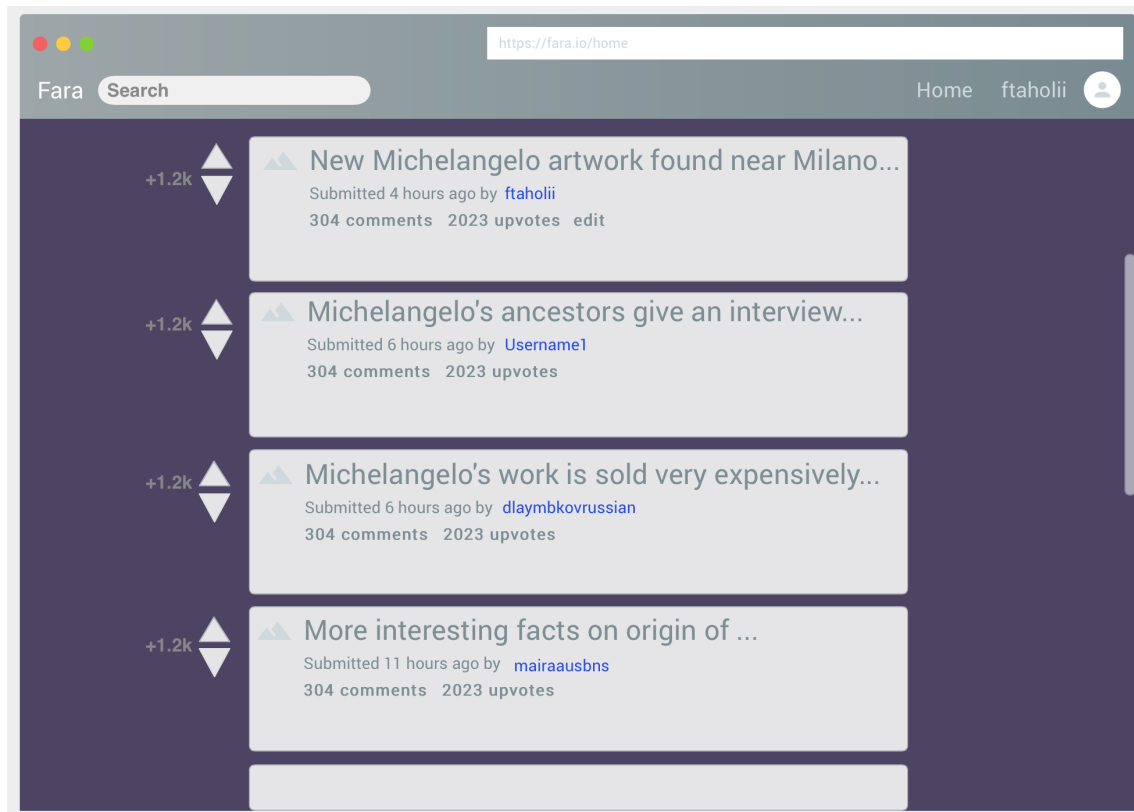 https://fara.io/home
Fara Search Home ftaholii
New Michelangelo artwork found near Milano...
+1.2k
Submitted 4 hours ago by ftaholii
304 comments 2023 upvotes edit
Michelangelo's ancestors give an interview...
+1.2k
Submitted 6 hours ago by Username1
304 comments 2023 upvotes
Michelangelo's work is sold very expensively...
+1.2k
Submitted 6 hours ago by dlaymbkovrussian
304 comments 2023 upvotes
More interesting facts on origin of ...
+1.2k
Submitted 11 hours ago by mairaausbns
304 comments 2023 upvotes